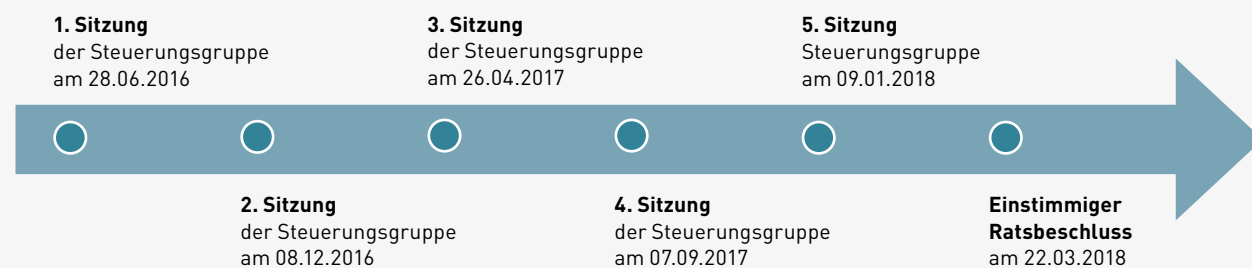 1. Sitzung
der Steuerungsgruppe
am 28.06.2016
2. Sitzung
der Steuerungsgruppe
am 08.12.2016
3. Sitzung
der Steuerungsgruppe
am 26.04.2017
4. Sitzung
der Steuerungsgruppe
am 07.09.2017
5. Sitzung
Steuerungsgruppe
am 09.01.2018
Einstimmiger
Ratsbeschluss
am 22.03.2018